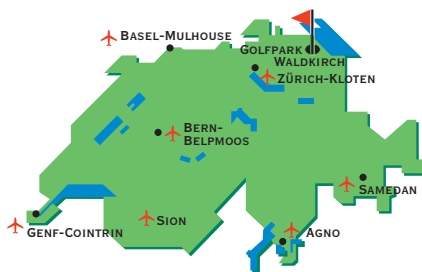 BASEL-MULHOUSE
GOLFPARK
WALDKIRCH
ZÜRICH-KLOTEN
BERN-
BELPMOOS
SAMEDAN
SION
AGNO
GENF-COINTRIN